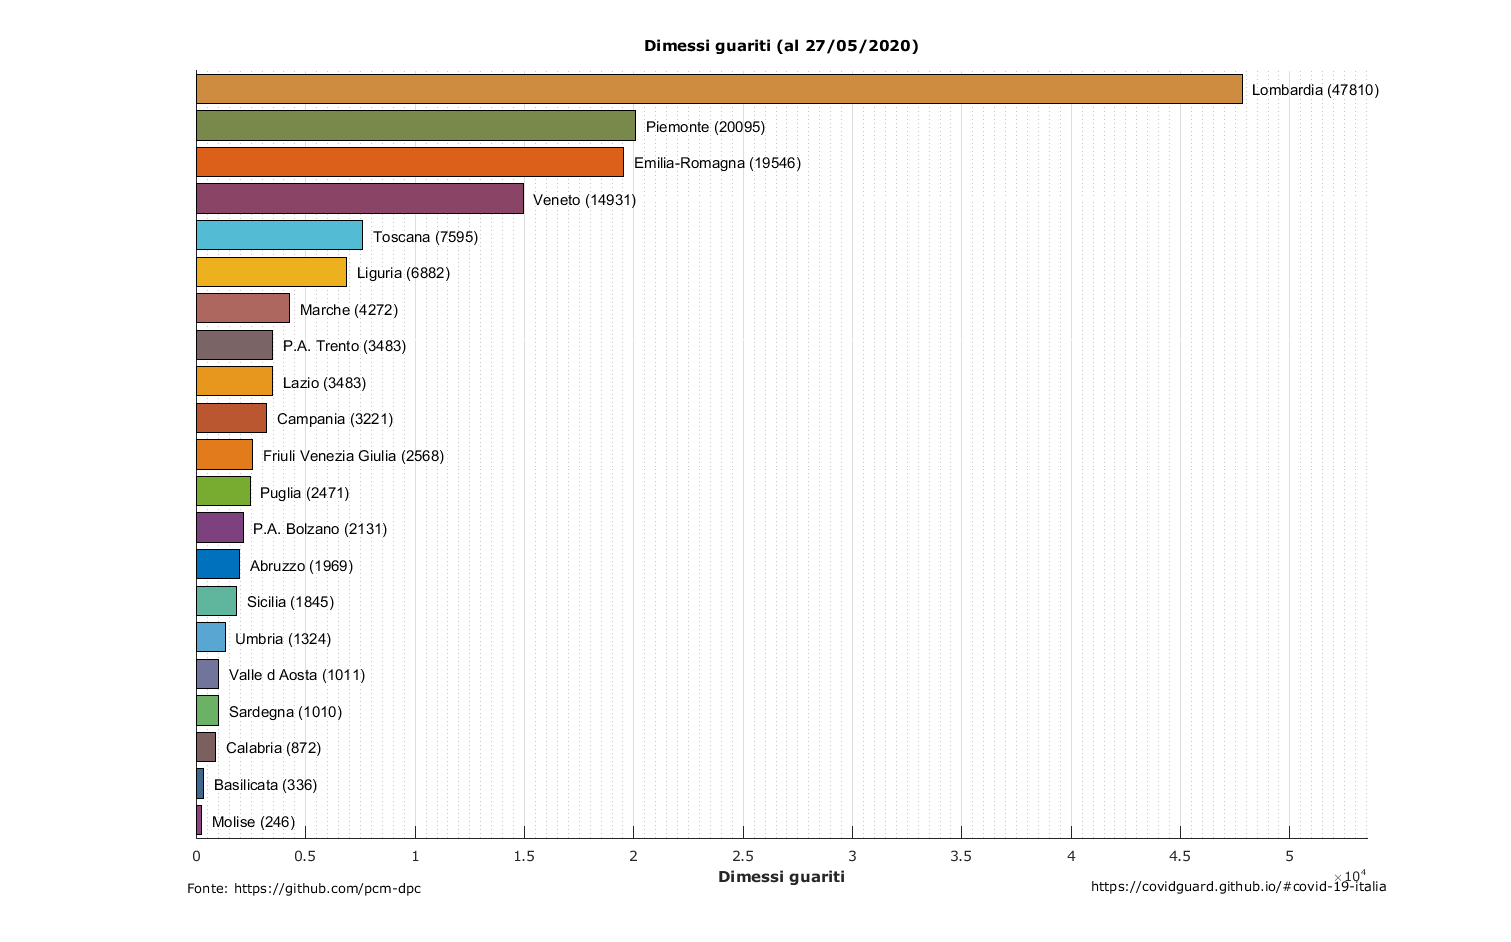 Dimessi guariti (al 27/05/2020)
Lombardia (47810)
Piemonte (20095)
Emilia-Romagna (19546)
Veneto (14931)
Toscana (7595)
Liguria (6882)
Marche (4272)
P.A. Trento (3483)
Lazio (3483)
Campania (3221)
Friuli Venezia Giulia (2568)
Puglia (2471)
P.A. Bolzano (2131)
Abruzzo (1969)
Sicilia (1845)
Umbria (1324)
Valle d Aosta (1011)
Sardegna (1010)
Calabria (872)
Basilicata (336)
Molise (246)
0 0.5 1 1.5 2 2.5 3 3.5 4 4.5 5
×10⁴
Dimessi guariti
Fonte: https://github.com/pcm-dpc
https://covidguard.github.io/#covid-19-italia